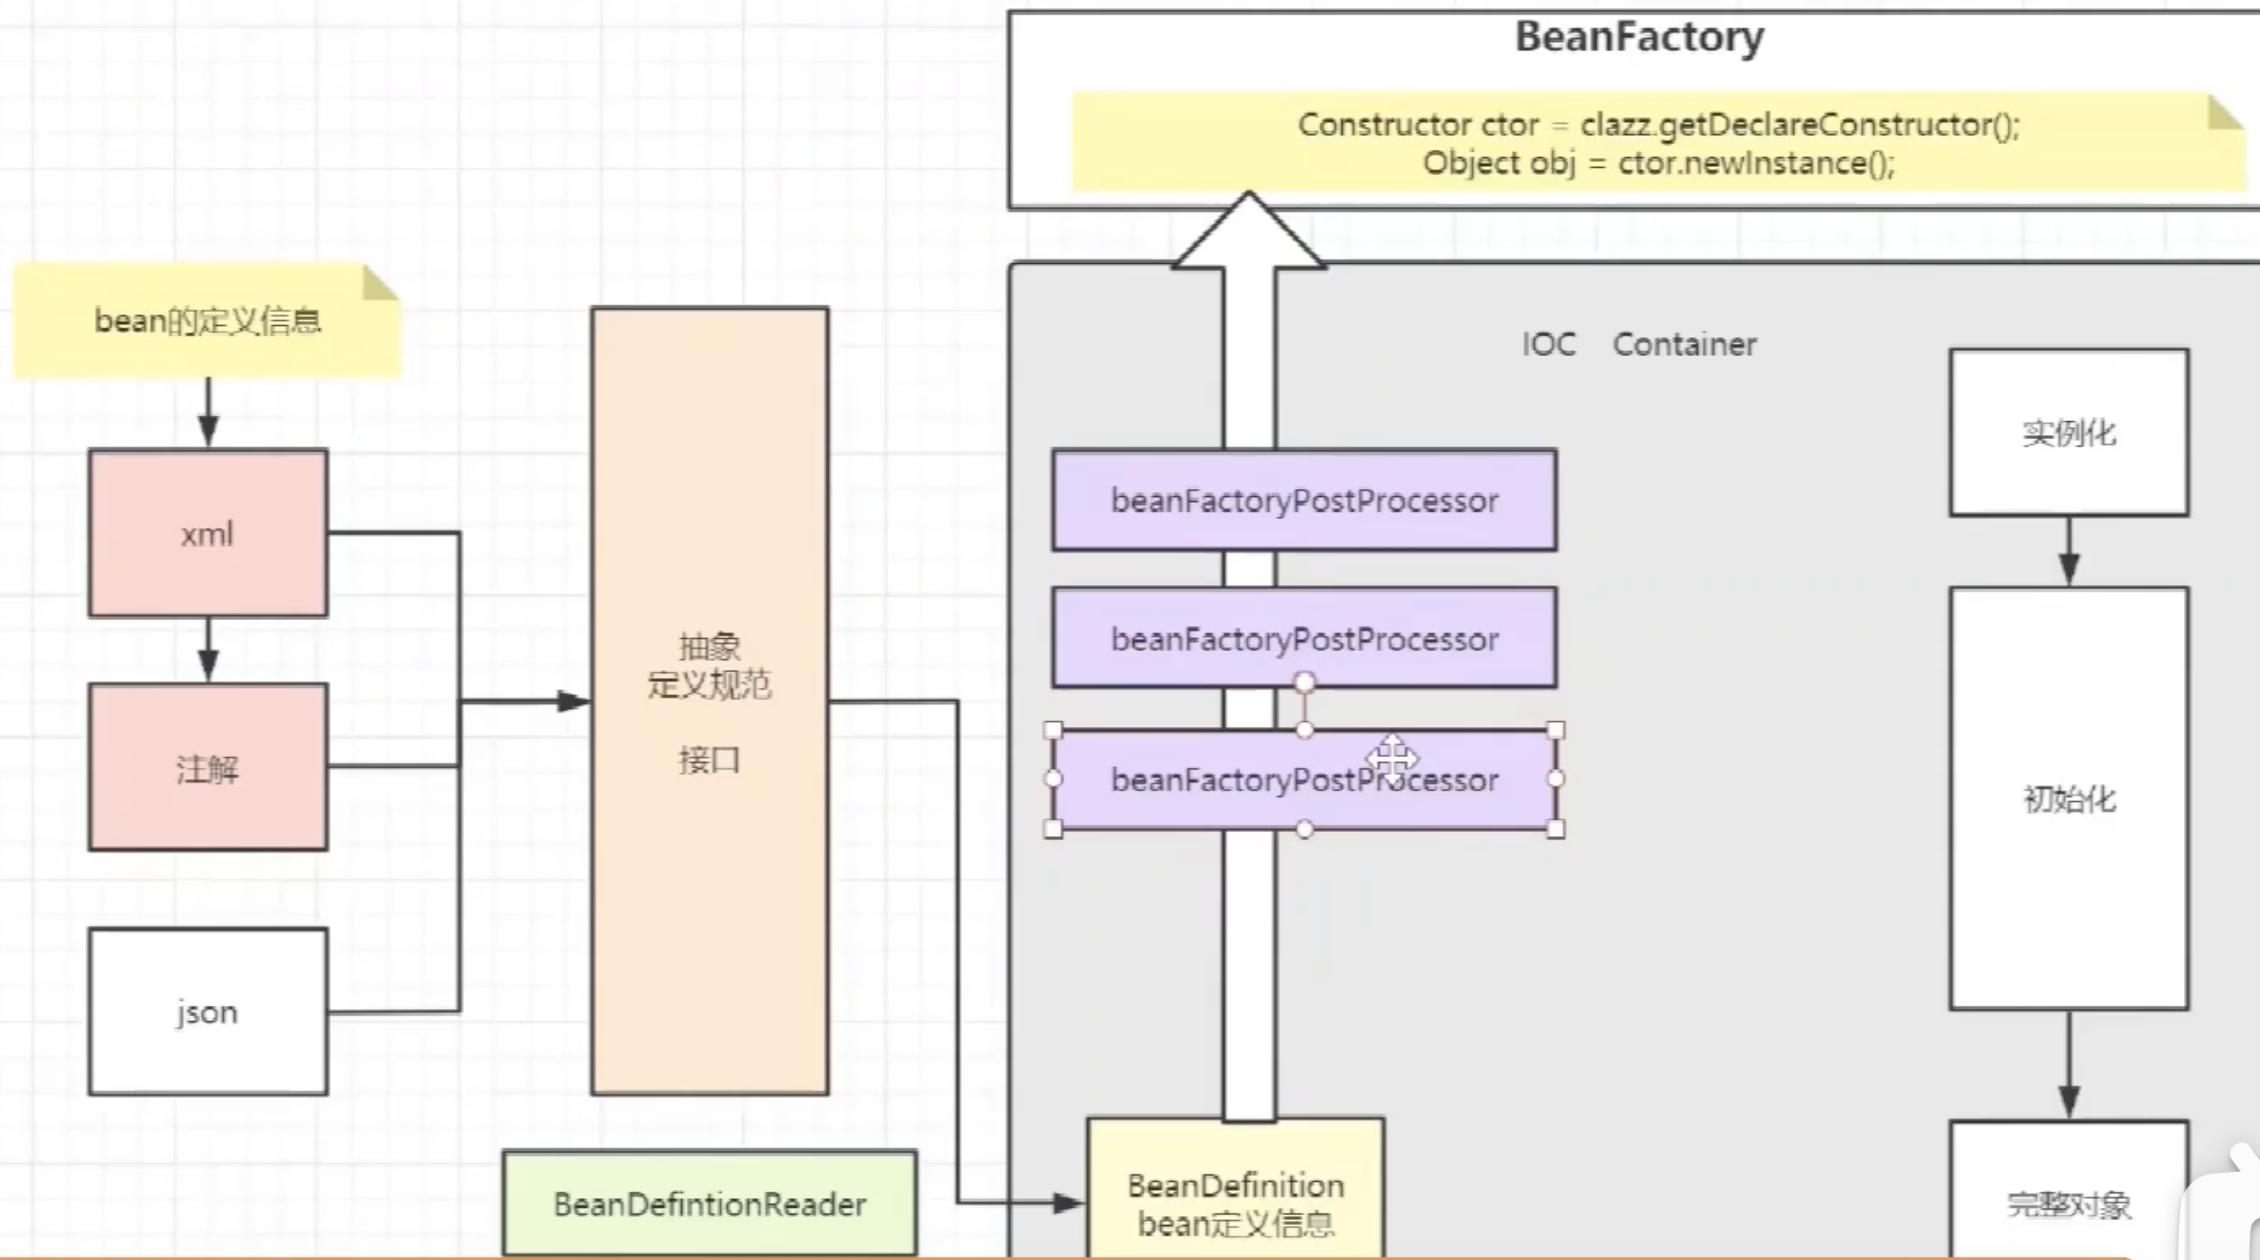 BeanFactory
Constructor ctor = clazz.getDeclareConstructor();
Object obj = ctor.newInstance();
bean的定义信息
xml
注解
json
抽象
定义规范
接口
BeanDefintionReader
IOC Container
beanFactoryPostProcessor
beanFactoryPostProcessor
beanFactoryPostProcessor
BeanDefinition
bean定义信息
实例化
初始化
完整对象